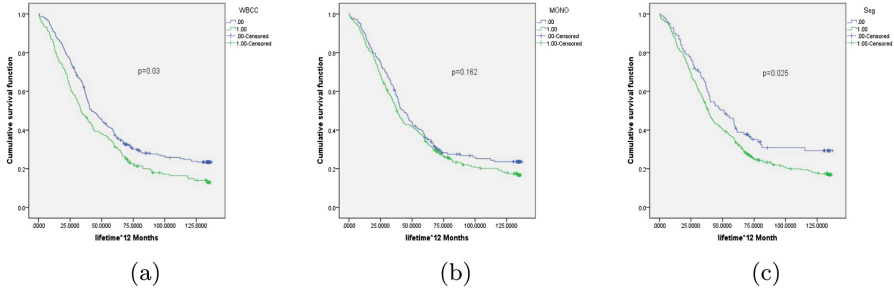 WBCC
.00
1.00
.00-Censored
1.00-Censored
Cumulative survival function
1.0
0.8
0.6
0.4
0.2
0.0
p=0.03
.0000 25.0000 50.0000 75.0000 100.0000 125.0000
lifetime*12 Months
(a)
MONO
.00
1.00
.00-Censored
1.00-Censored
Cumulative survival function
1.0
0.8
0.6
0.4
0.2
0.0
p=0.162
.0000 25.0000 50.0000 75.0000 100.0000 125.0000
lifetime*12 Months
(b)
Seg
.00
1.00
.00-Censored
1.00-Censored
Cumulative survival function
1.0
0.8
0.6
0.4
0.2
0.0
p=0.025
.0000 25.0000 50.0000 75.0000 100.0000 125.0000
lifetime*12 Month
(c)